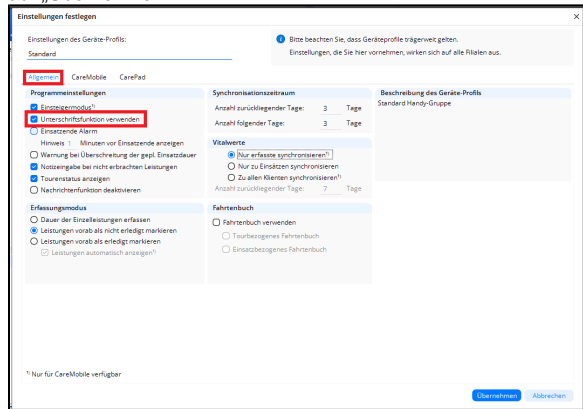 Einstellungen festlegen
Einstellungen des Geräte-Profils:
Standard
Bitte beachten Sie, dass Geräteprofile trägerweit gelten.
Einstellungen, die Sie hier vornehmen, wirken sich auf alle Filialen aus.
Allgemein CareMobile CarePad
Programmeinstellungen
Einsteigermodus¹⁾
Unterschriftsfunktion verwenden
Einsatzende Alarm
Hinweis 1 Minuten vor Einsatzende anzeigen
Warnung bei Überschreitung der gepl. Einsatzdauer
Notizeingabe bei nicht erbrachten Leistungen
Tourenstatus anzeigen
Nachrichtenfunktion deaktivieren
Synchronisationszeitraum
Anzahl zurückliegender Tage: 3 Tage
Anzahl folgender Tage: 3 Tage
Vitalwerte
Nur erfasste synchronisieren¹⁾
Nur zu Einsätzen synchronisieren
Zu allen Klienten synchronisieren¹⁾
Anzahl zurückliegender Tage: 7 Tage
Beschreibung des Geräte-Profils
Standard Handy-Gruppe
Erfassungsmodus
Dauer der Einzelleistungen erfassen
Leistungen vorab als nicht erledigt markieren
Leistungen vorab als erledigt markieren
Leistungen automatisch anzeigen¹⁾
Fahrtenbuch
Fahrtenbuch verwenden
Tourbezogenes Fahrtenbuch
Einsatzbezogenes Fahrtenbuch
¹⁾ Nur für CareMobile verfügbar
Übernehmen Abbrechen